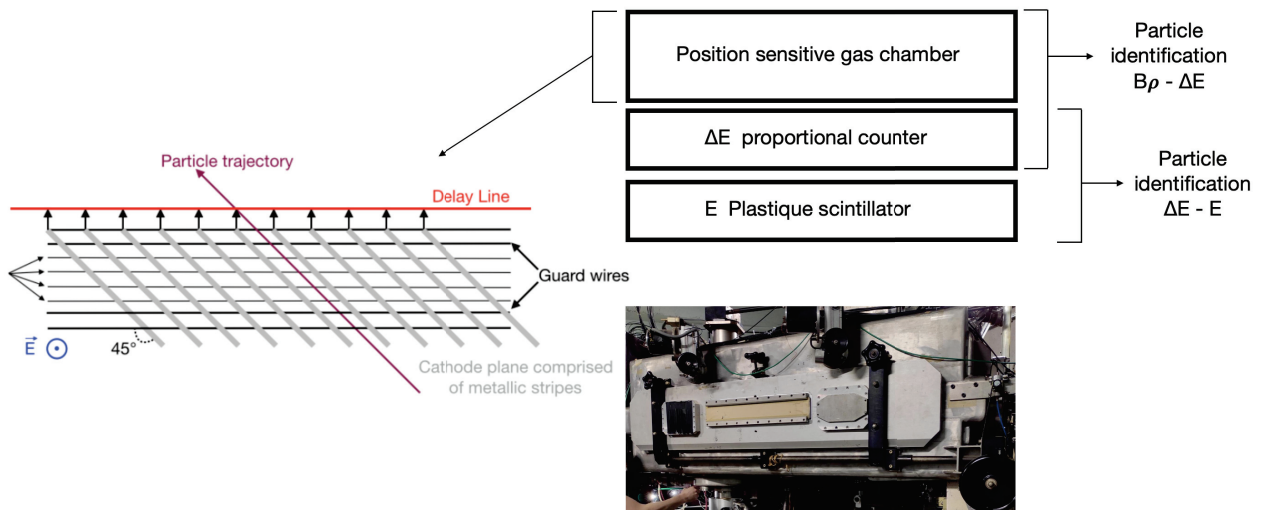 Position sensitive gas chamber
ΔE proportional counter
E Plastique scintillator
Particle
identification
Bρ - ΔE
Particle
identification
ΔE - E
Particle trajectory
Delay Line
Guard wires
E⃗
45°
Cathode plane comprised
of metallic stripes